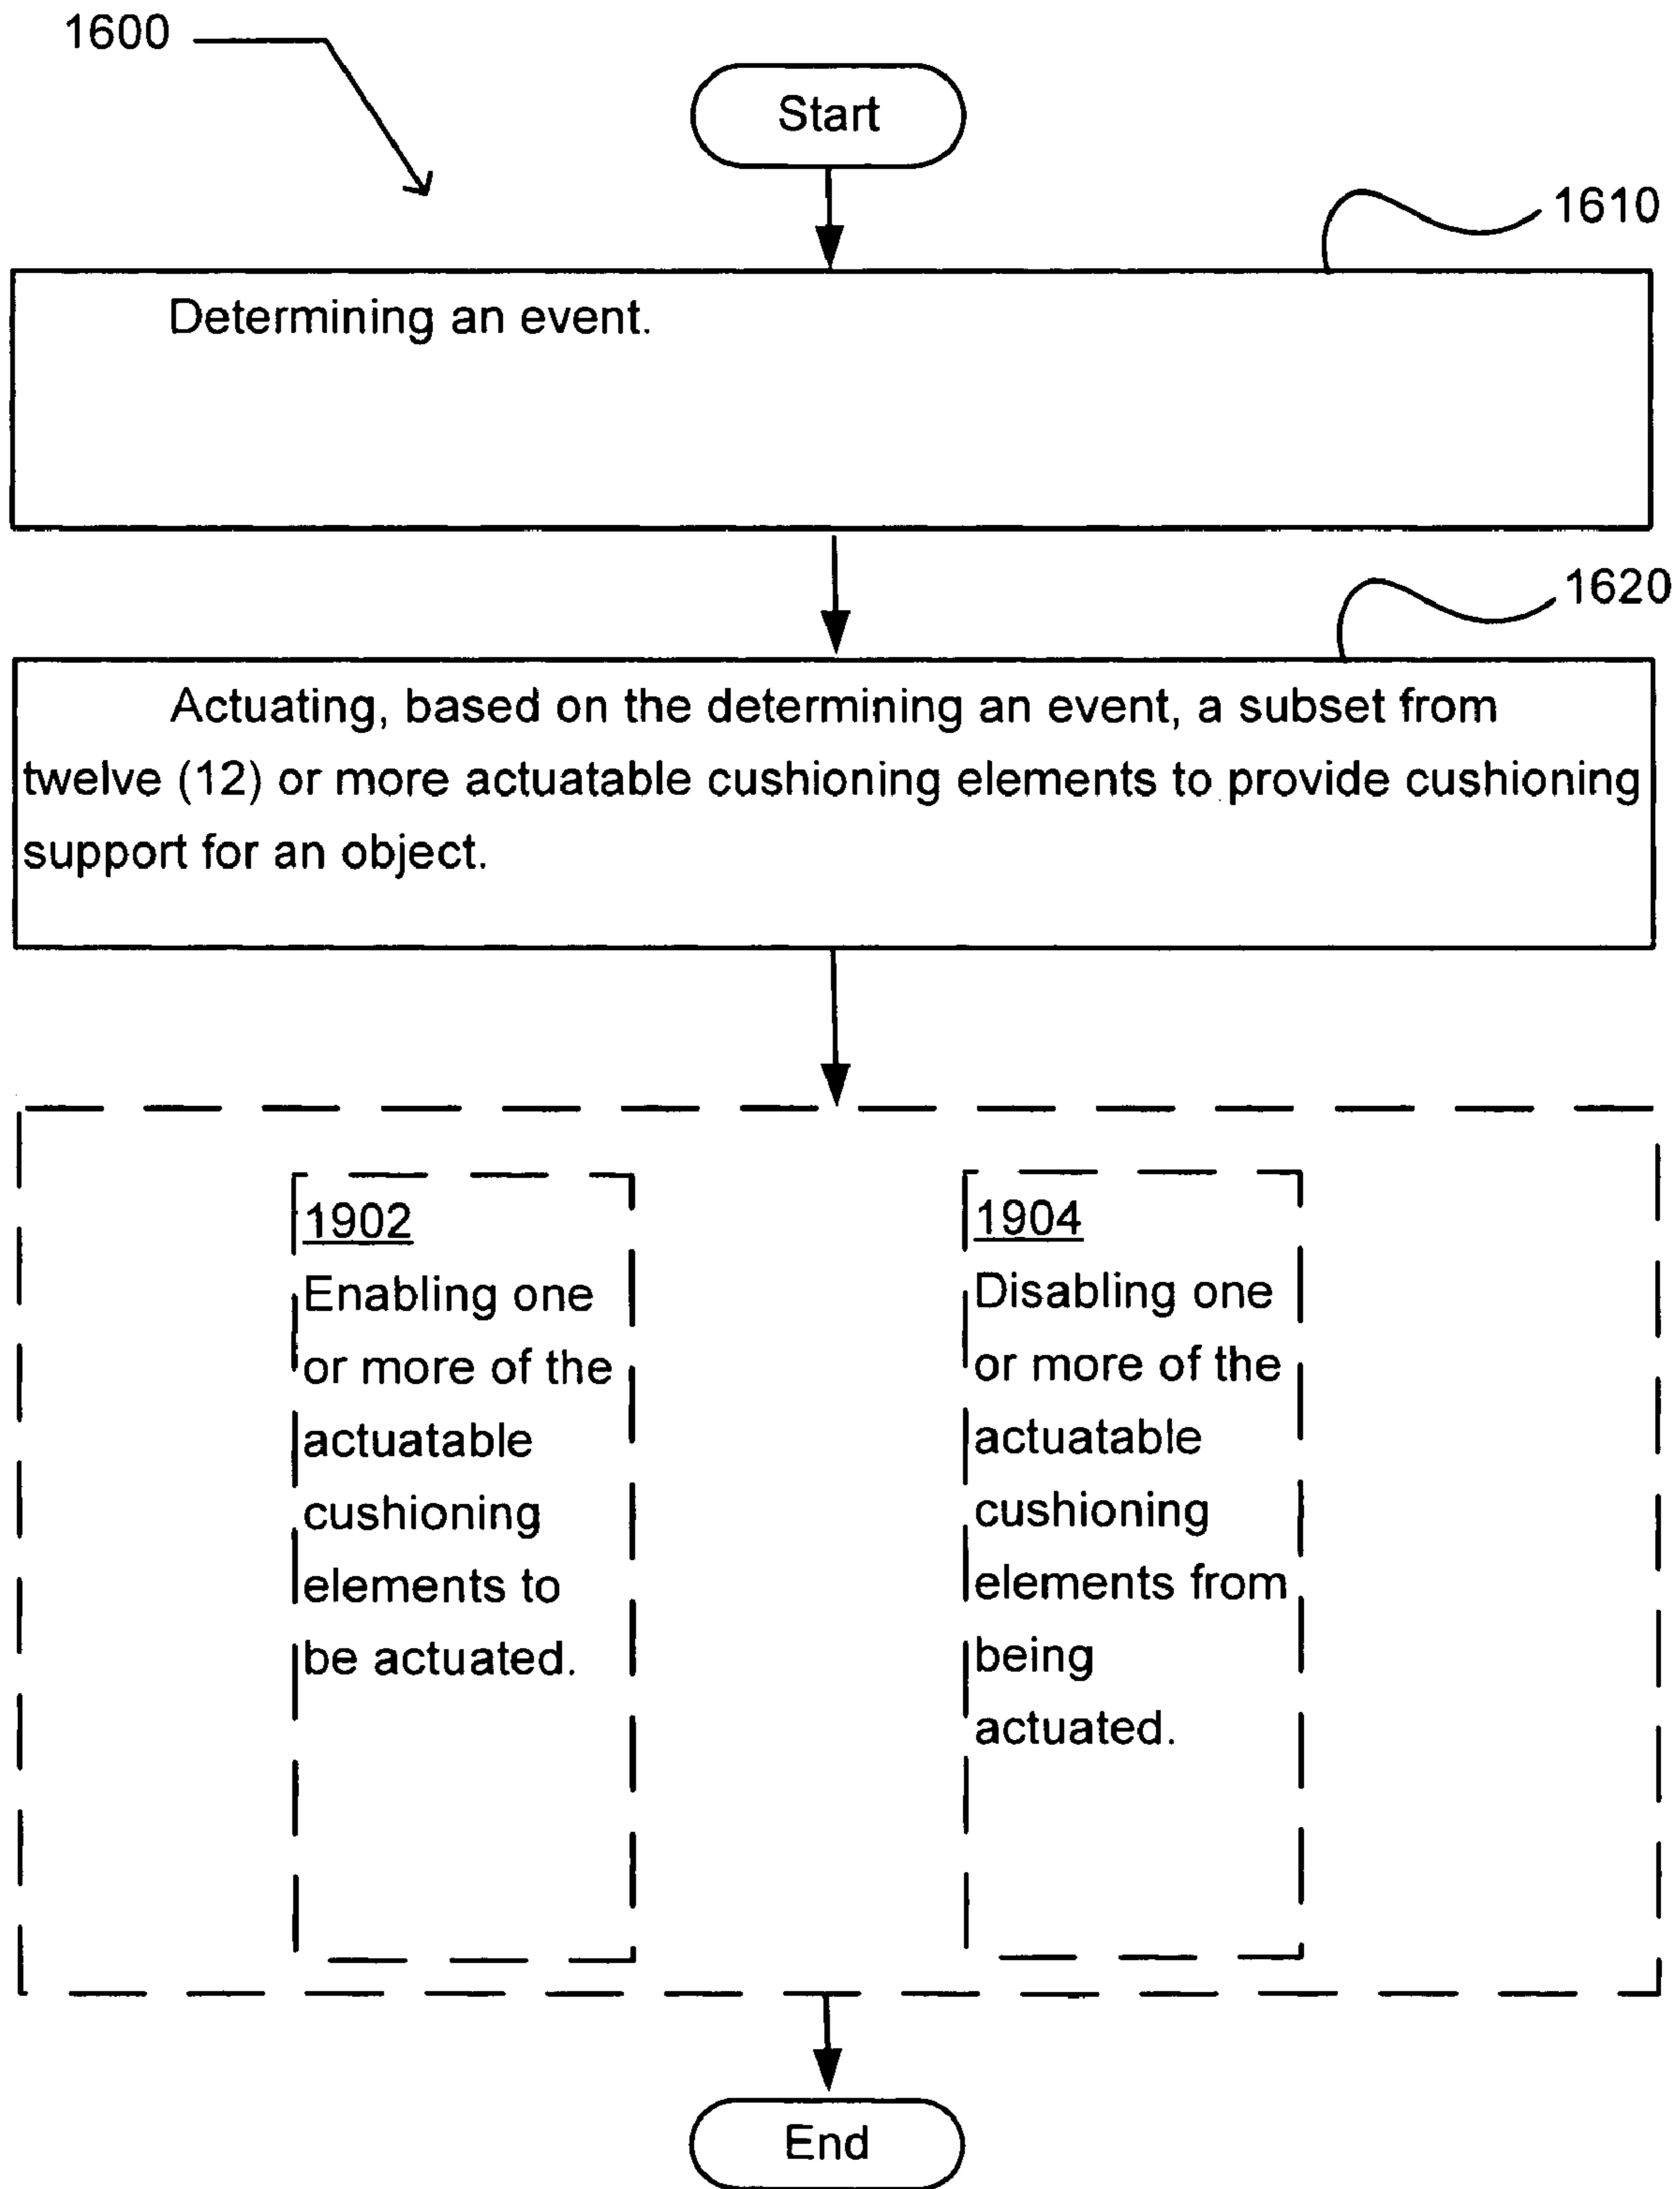 1600
Start
1610
Determining an event.
1620
Actuating, based on the determining an event, a subset from
twelve (12) or more actuatable cushioning elements to provide cushioning
support for an object.
1902
Enabling one
or more of the
actuatable
cushioning
elements to
be actuated.
1904
Disabling one
or more of the
actuatable
cushioning
elements from
being
actuated.
End